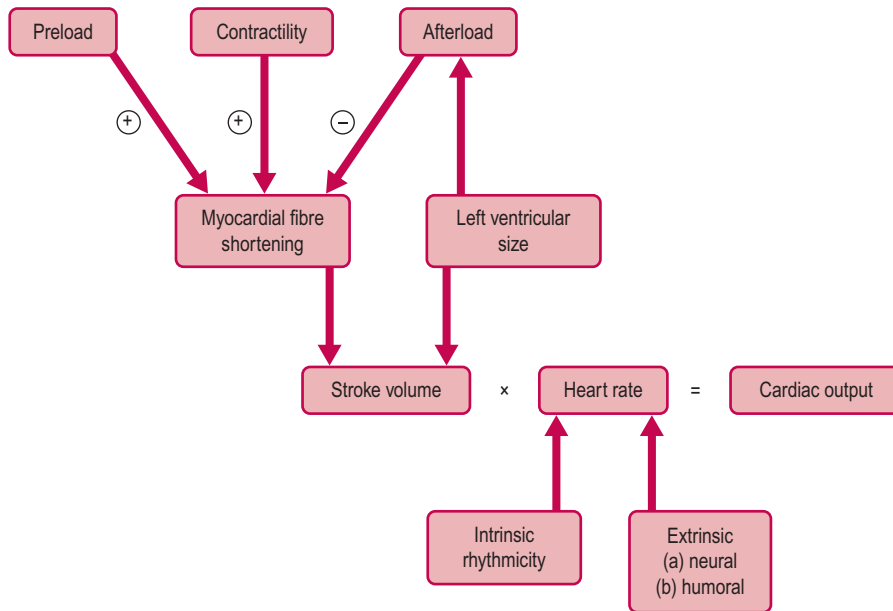 Preload
Contractility
Afterload
+
+
−
Myocardial fibre
shortening
Left ventricular
size
Stroke volume × Heart rate = Cardiac output
Intrinsic
rhythmicity
Extrinsic
(a) neural
(b) humoral